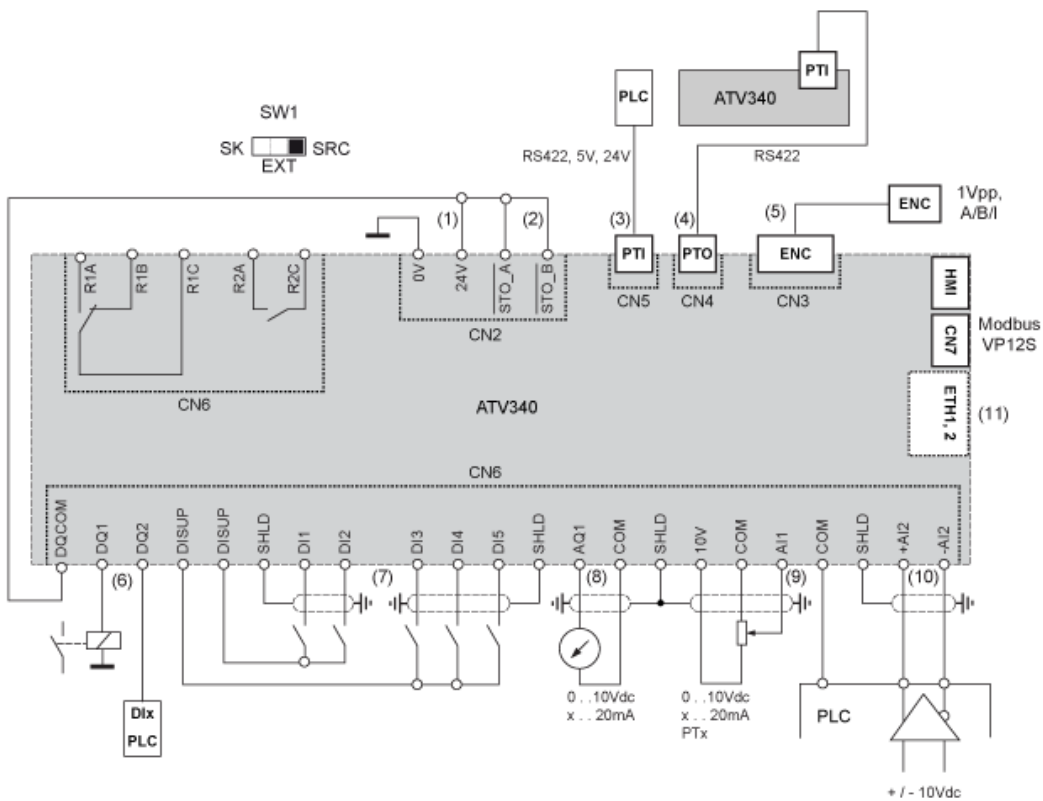 SW1
SK SRC
EXT
PLC
PTI
ATV340
RS422, 5V, 24V
RS422
ENC
1Vpp,
A/B/I
(1)
(2)
(3)
(4)
(5)
R1A
R1B
R1C
R2A
R2C
CN6
0V
24V
STO_A
STO_B
CN2
PTI
CN5
PTO
CN4
ENC
CN3
HMI
CN7
Modbus
VP12S
ETH1, 2
(11)
ATV340
CN6
DQCOM
DQ1
DQ2
DISUP
DISUP
SHLD
DI1
DI2
DI3
DI4
DI5
SHLD
AQ1
COM
SHLD
10V
COM
AI1
COM
SHLD
+AI2
-AI2
(6)
(7)
(8)
(9)
(10)
DIx
PLC
0 . .10Vdc
x . . 20mA
0 . .10Vdc
x . . 20mA
PTx
PLC
+ / - 10Vdc